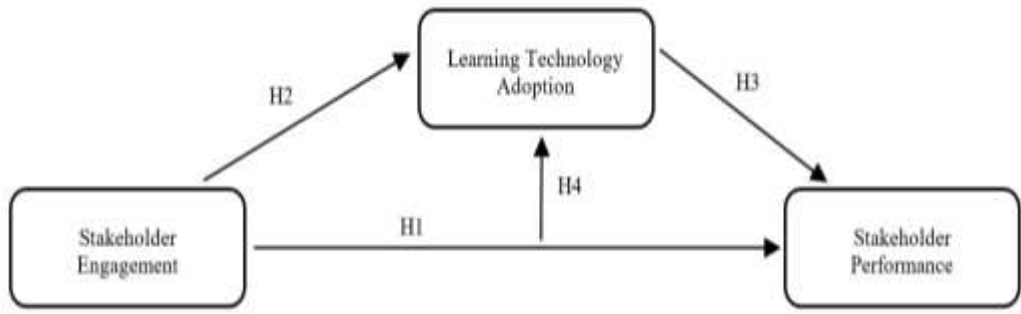 Learning Technology
Adoption
H2
H3
H4
H1
Stakeholder
Engagement
Stakeholder
Performance